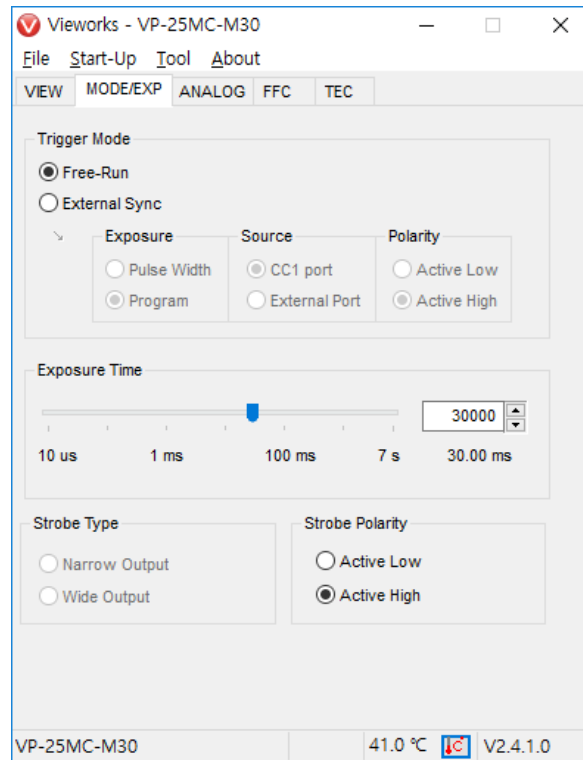 Vieworks - VP-25MC-M30
File Start-Up Tool About
VIEW MODE/EXP ANALOG FFC TEC
Trigger Mode
Free-Run
External Sync
Exposure Source Polarity
Pulse Width CC1 port Active Low
Program External Port Active High
Exposure Time
30000
10 us 1 ms 100 ms 7 s 30.00 ms
Strobe Type Strobe Polarity
Narrow Output Active Low
Wide Output Active High
VP-25MC-M30 41.0 ℃ C V2.4.1.0